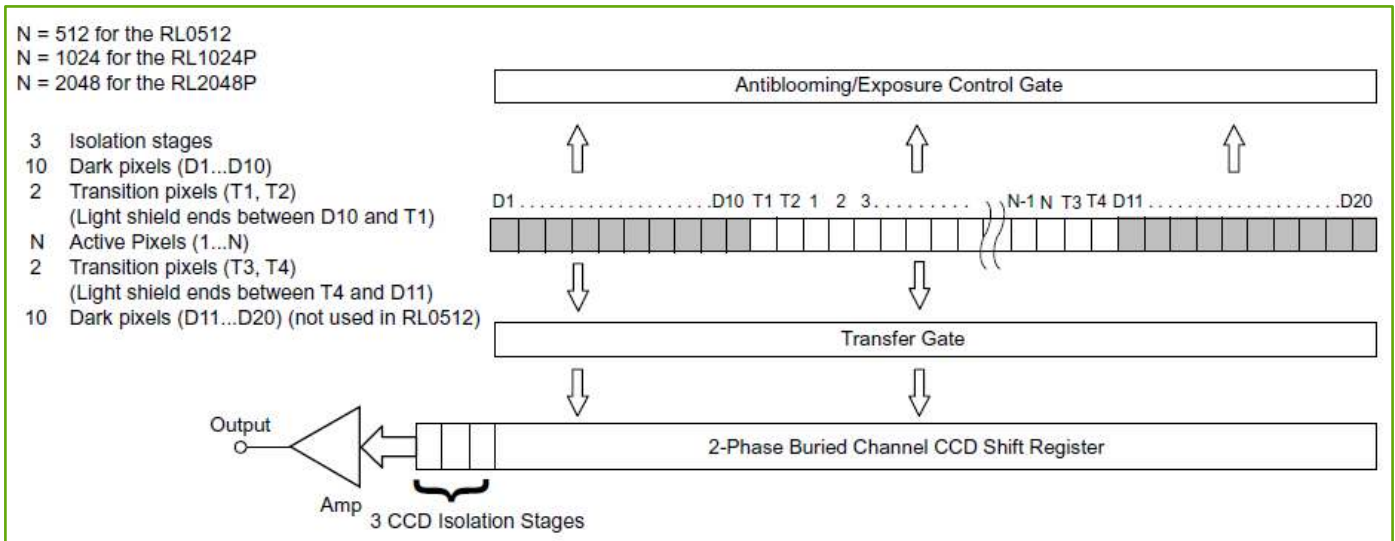 N = 512 for the RL0512
N = 1024 for the RL1024P
N = 2048 for the RL2048P
Antiblooming/Exposure Control Gate
3 Isolation stages
10 Dark pixels (D1...D10)
2 Transition pixels (T1, T2)
(Light shield ends between D10 and T1)
N Active Pixels (1...N)
2 Transition pixels (T3, T4)
(Light shield ends between T4 and D11)
10 Dark pixels (D11...D20) (not used in RL0512)
D1. . . . . . . . . . . . . . . . . . . . .D10 T1 T2 1 2 3. . . . . . . . . N-1 N T3 T4 D11. . . . . . . . . . . . . . . . . . . . .D20
Transfer Gate
Output
2-Phase Buried Channel CCD Shift Register
Amp
3 CCD Isolation Stages